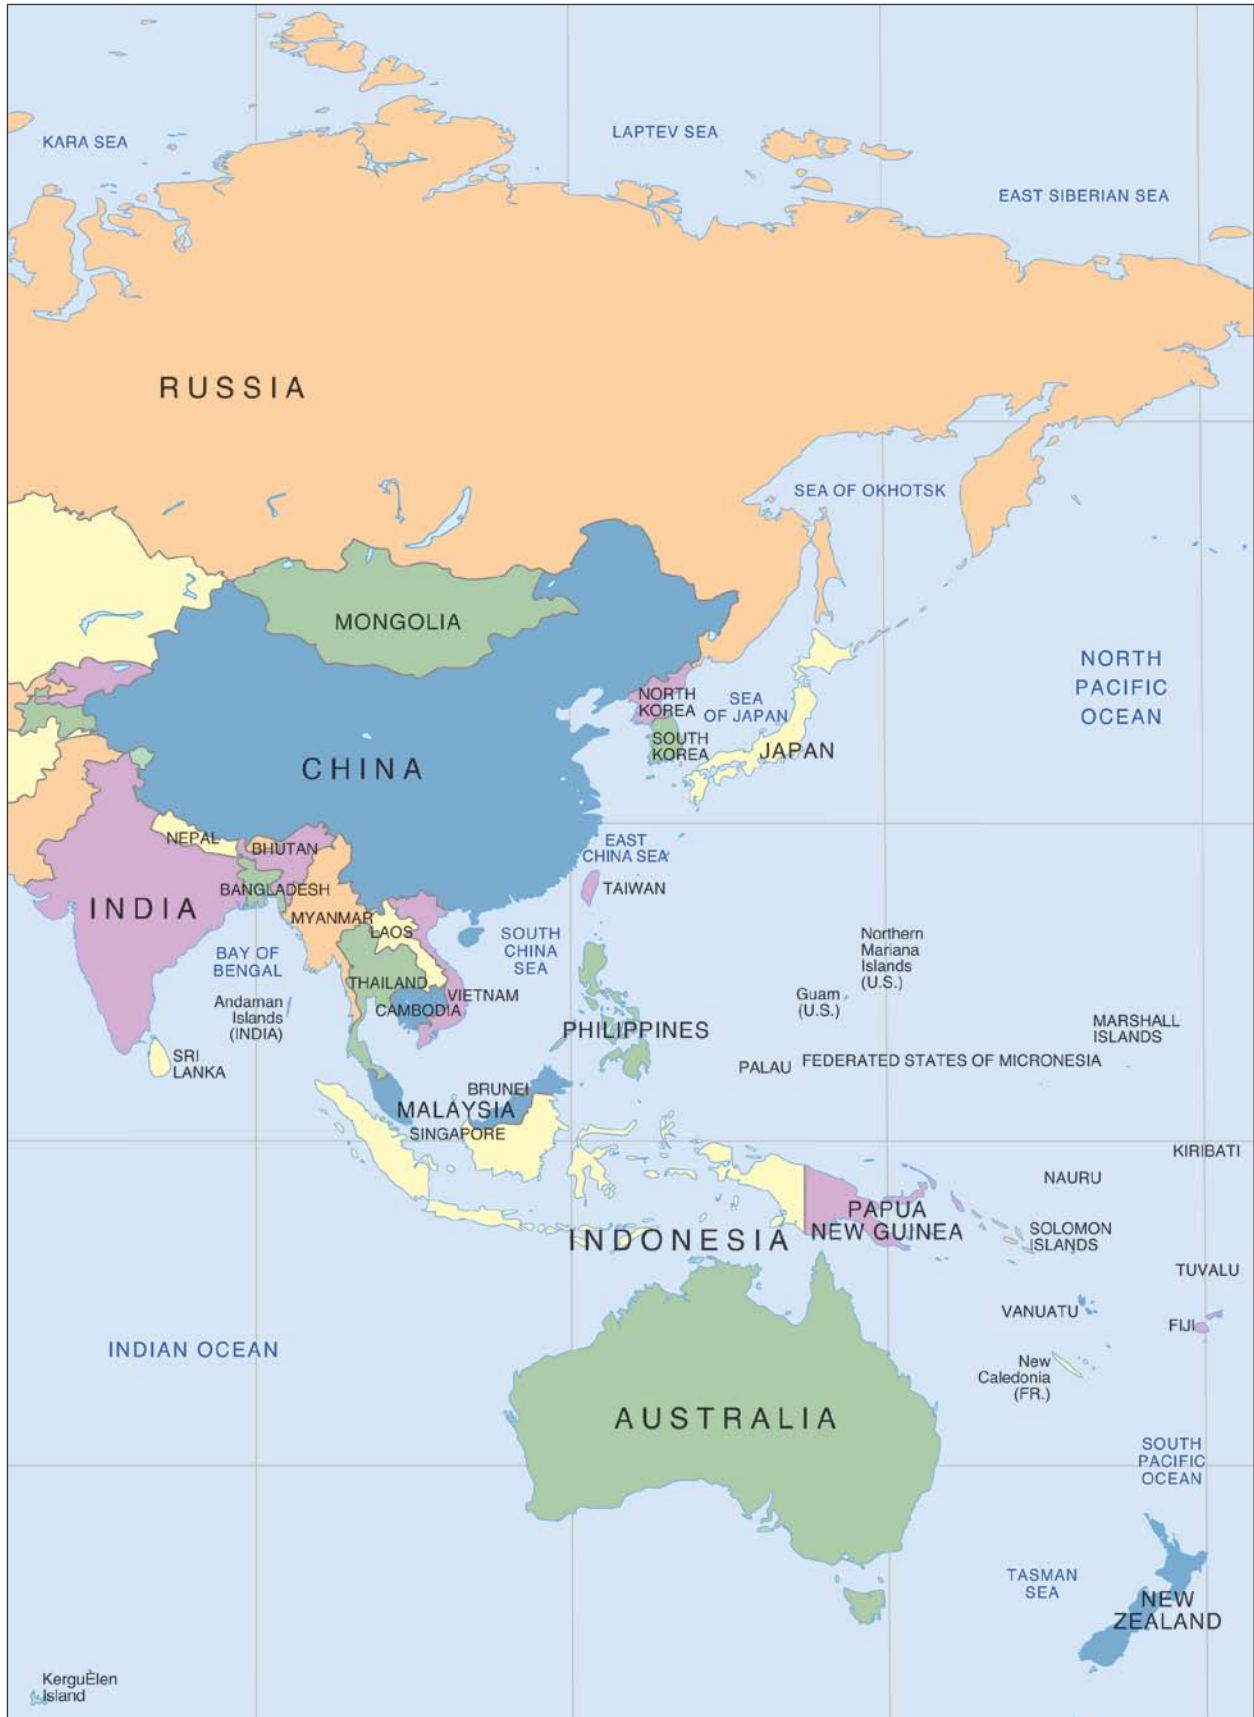 KARA SEA
LAPTEV SEA
EAST SIBERIAN SEA
RUSSIA
SEA OF OKHOTSK
MONGOLIA
NORTH
PACIFIC
OCEAN
NORTH
KOREA
SEA
OF JAPAN
SOUTH
KOREA
JAPAN
CHINA
NEPAL
BHUTAN
EAST
CHINA SEA
BANGLADESH
TAIWAN
INDIA
MYANMAR
LAOS
BAY OF
BENGAL
SOUTH
CHINA
SEA
Northern
Mariana
Islands
(U.S.)
THAILAND
VIETNAM
Guam
(U.S.)
Andaman
Islands
(INDIA)
CAMBODIA
PHILIPPINES
MARSHALL
ISLANDS
SRI
LANKA
PALAU
FEDERATED STATES OF MICRONESIA
BRUNEI
MALAYSIA
SINGAPORE
KIRIBATI
NAURU
PAPUA
NEW GUINEA
INDONESIA
SOLOMON
ISLANDS
TUVALU
VANUATU
FIJI
INDIAN OCEAN
New
Caledonia
(FR.)
AUSTRALIA
SOUTH
PACIFIC
OCEAN
TASMAN
SEA
NEW
ZEALAND
KerguÈlen
Island